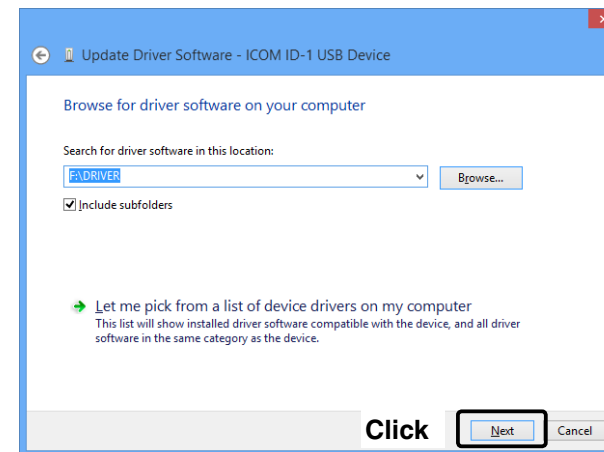 Update Driver Software - ICOM ID-1 USB Device
Browse for driver software on your computer
Search for driver software in this location:
F:\DRIVER
Browse...
Include subfolders
Let me pick from a list of device drivers on my computer
This list will show installed driver software compatible with the device, and all driver
software in the same category as the device.
Click
Next
Cancel